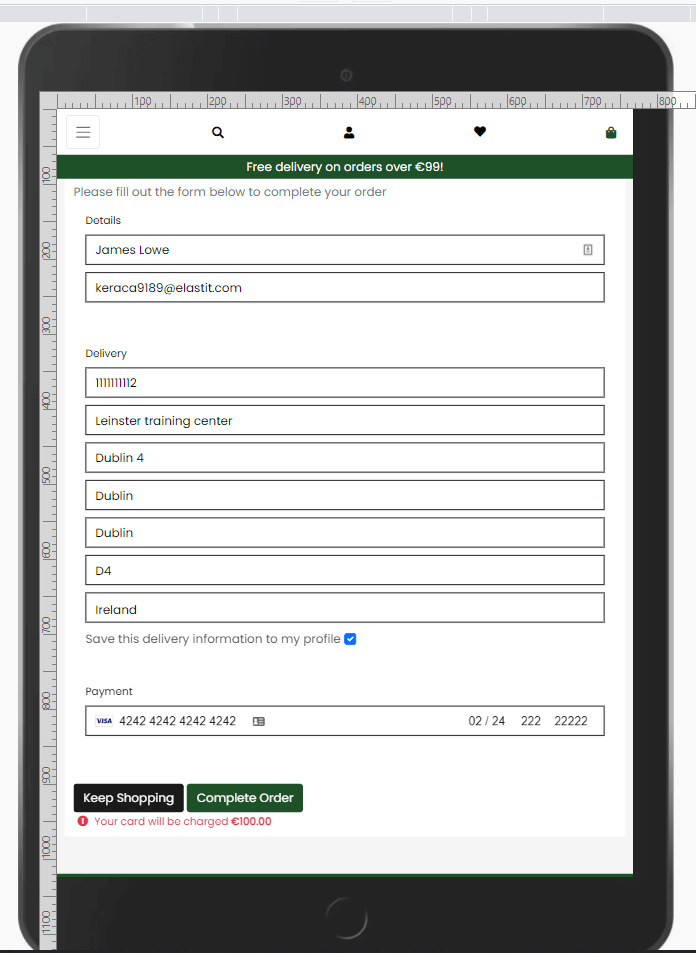 100 200 300 400 500 600 700 800
Free delivery on orders over €99!
Please fill out the form below to complete your order
Details
James Lowe
keraca9189@elastit.com
Delivery
1111111112
Leinster training center
Dublin 4
Dublin
Dublin
D4
Ireland
Save this delivery information to my profile
Payment
VISA 4242 4242 4242 4242 02 / 24 222 22222
Keep Shopping Complete Order
Your card will be charged €100.00
100
200
300
400
500
600
700
800
900
1000
1100